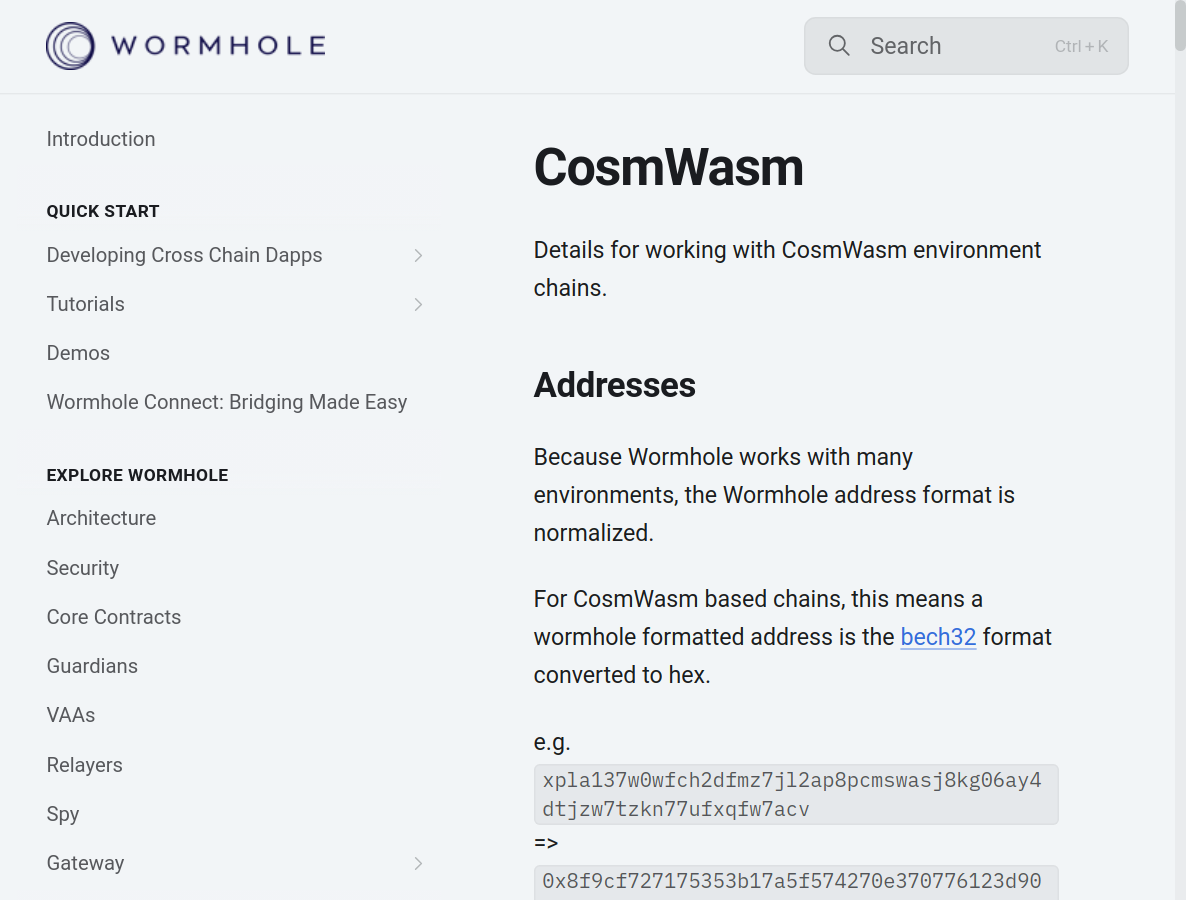 WORMHOLE
Search
Ctrl + K
Introduction
QUICK START
Developing Cross Chain Dapps
Tutorials
Demos
Wormhole Connect: Bridging Made Easy
EXPLORE WORMHOLE
Architecture
Security
Core Contracts
Guardians
VAAs
Relayers
Spy
Gateway
CosmWasm
Details for working with CosmWasm environment
chains.
Addresses
Because Wormhole works with many
environments, the Wormhole address format is
normalized.
For CosmWasm based chains, this means a
wormhole formatted address is the bech32 format
converted to hex.
e.g.
xpla137w0wfch2dfmz7jl2ap8pcmswasj8kg06ay4
dtjzw7tzkn77ufxqfw7acv
=>
0x8f9cf727175353b17a5f574270e370776123d90